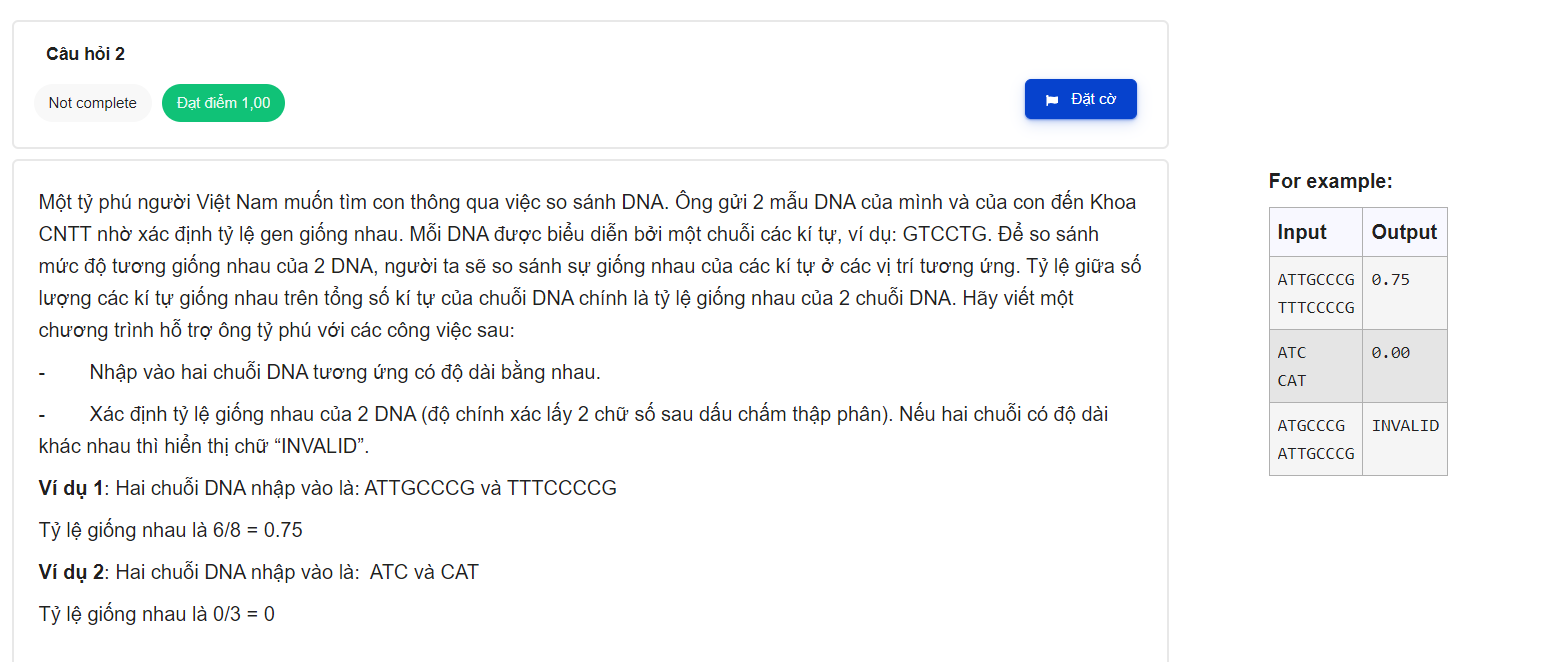 Câu hỏi 2
Not complete
Đạt điểm 1,00
Đặt cờ
Một tỷ phú người Việt Nam muốn tìm con thông qua việc so sánh DNA. Ông gửi 2 mẫu DNA của mình và của con đến Khoa
CNTT nhờ xác định tỷ lệ gen giống nhau. Mỗi DNA được biểu diễn bởi một chuỗi các kí tự, ví dụ: GTCCTG. Để so sánh
mức độ tương giống nhau của 2 DNA, người ta sẽ so sánh sự giống nhau của các kí tự ở các vị trí tương ứng. Tỷ lệ giữa số
lượng các kí tự giống nhau trên tổng số kí tự của chuỗi DNA chính là tỷ lệ giống nhau của 2 chuỗi DNA. Hãy viết một
chương trình hỗ trợ ông tỷ phú với các công việc sau:
- Nhập vào hai chuỗi DNA tương ứng có độ dài bằng nhau.
- Xác định tỷ lệ giống nhau của 2 DNA (độ chính xác lấy 2 chữ số sau dấu chấm thập phân). Nếu hai chuỗi có độ dài
khác nhau thì hiển thị chữ “INVALID”.
Ví dụ 1: Hai chuỗi DNA nhập vào là: ATTGCCCG và TTTCCCCG
Tỷ lệ giống nhau là 6/8 = 0.75
Ví dụ 2: Hai chuỗi DNA nhập vào là: ATC và CAT
Tỷ lệ giống nhau là 0/3 = 0
For example:
Input Output
ATTGCCCG 0.75
TTTCCCCG
ATC 0.00
CAT
ATGCCCG INVALID
ATTGCCCG